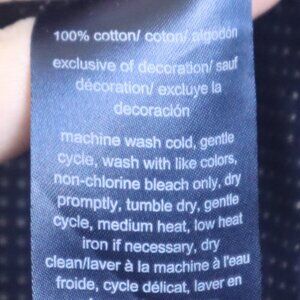 100% cotton/ coton/ algodón
exclusive of decoration/ sauf
décoration/ excluye la
decoración
machine wash cold, gentle
cycle, wash with like colors,
non-chlorine bleach only, dry
promptly, tumble dry, gentle
cycle, medium heat, low heat
iron if necessary, dry
clean/laver à la machine à l'eau
froide, cycle délicat, laver en